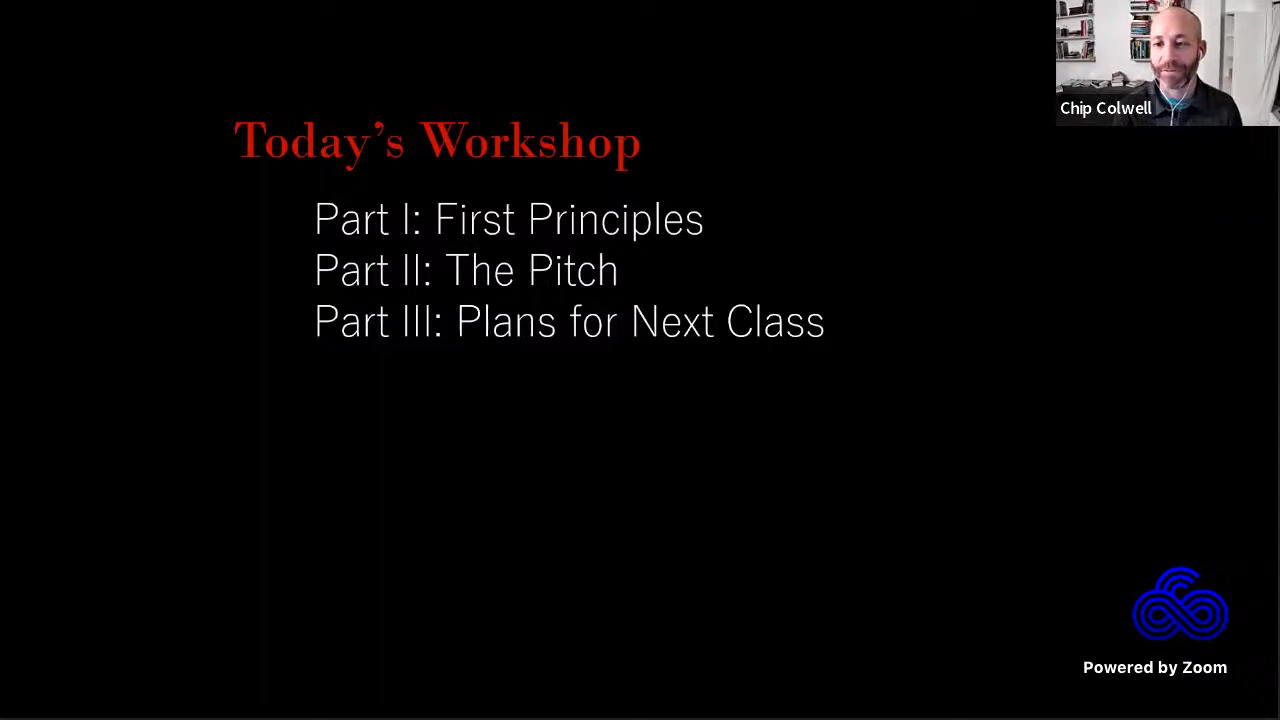 Chip Colwell
Today’s Workshop
Part I: First Principles
Part II: The Pitch
Part III: Plans for Next Class
Powered by Zoom